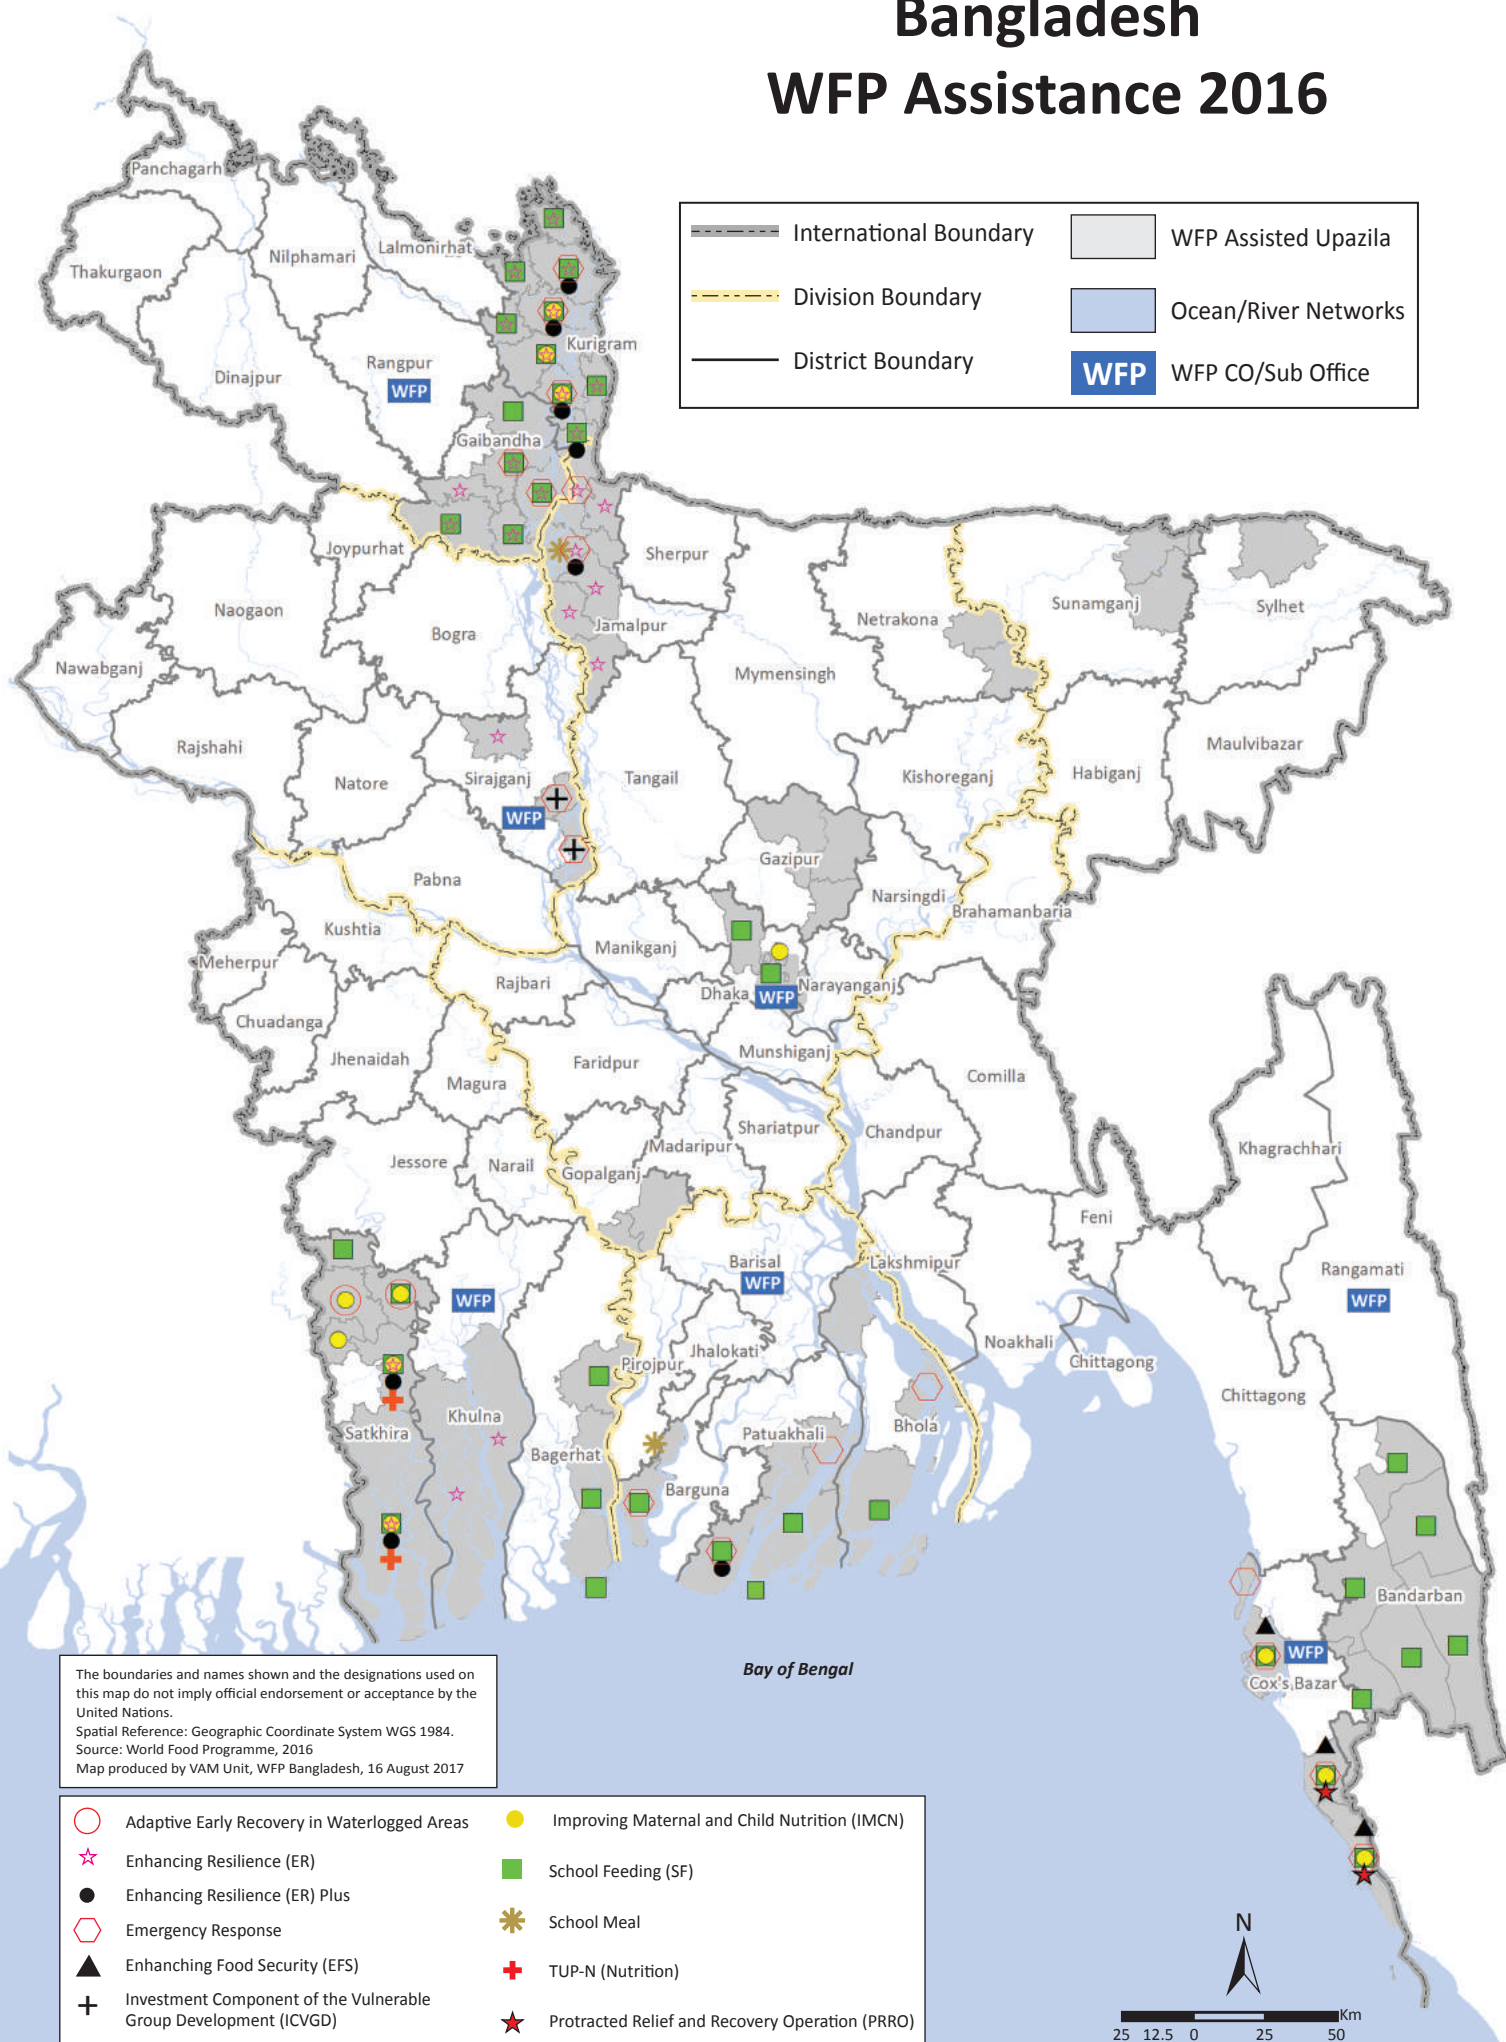 Bangladesh
WFP Assistance 2016
International Boundary
Division Boundary
District Boundary
WFP Assisted Upazila
Ocean/River Networks
WFP
WFP CO/Sub Office
Panchagarh
Thakurgaon
Nilphamari
Lalmonirhat
Dinajpur
Rangpur
WFP
Kurigram
Gaibandha
Joypurhat
Sherpur
Naogaon
Bogra
Jamalpur
Netrakona
Sunamganj
Sylhet
Nawabganj
Mymensingh
Rajshahi
Natore
Sirajganj
WFP
Tangail
Kishoreganj
Habiganj
Maulvibazar
Gazipur
Pabna
Narsingdi
Brahamanbaria
Kushtia
Manikganj
Meherpur
Rajbari
Dhaka
WFP
Narayanganj
Chuadanga
Jhenaidah
Magura
Faridpur
Munshiganj
Comilla
Shariatpur
Chandpur
Madaripur
Khagrachhari
Jessore
Narail
Gopalganj
Feni
Barisal
WFP
Lakshmipur
Rangamati
WFP
WFP
Noakhali
Chittagong
Pirojpur
Jhalokati
Chittagong
Satkhira
Khulna
Bagerhat
Patuakhali
Bhola
Barguna
Bandarban
WFP
Cox's Bazar
Bay of Bengal
The boundaries and names shown and the designations used on
this map do not imply official endorsement or acceptance by the
United Nations.
Spatial Reference: Geographic Coordinate System WGS 1984.
Source: World Food Programme, 2016
Map produced by VAM Unit, WFP Bangladesh, 16 August 2017
Adaptive Early Recovery in Waterlogged Areas
Enhancing Resilience (ER)
Enhancing Resilience (ER) Plus
Emergency Response
Enhanching Food Security (EFS)
Investment Component of the Vulnerable
Group Development (ICVGD)
Improving Maternal and Child Nutrition (IMCN)
School Feeding (SF)
School Meal
TUP-N (Nutrition)
Protracted Relief and Recovery Operation (PRRO)
N
Km
25 12.5 0 25 50